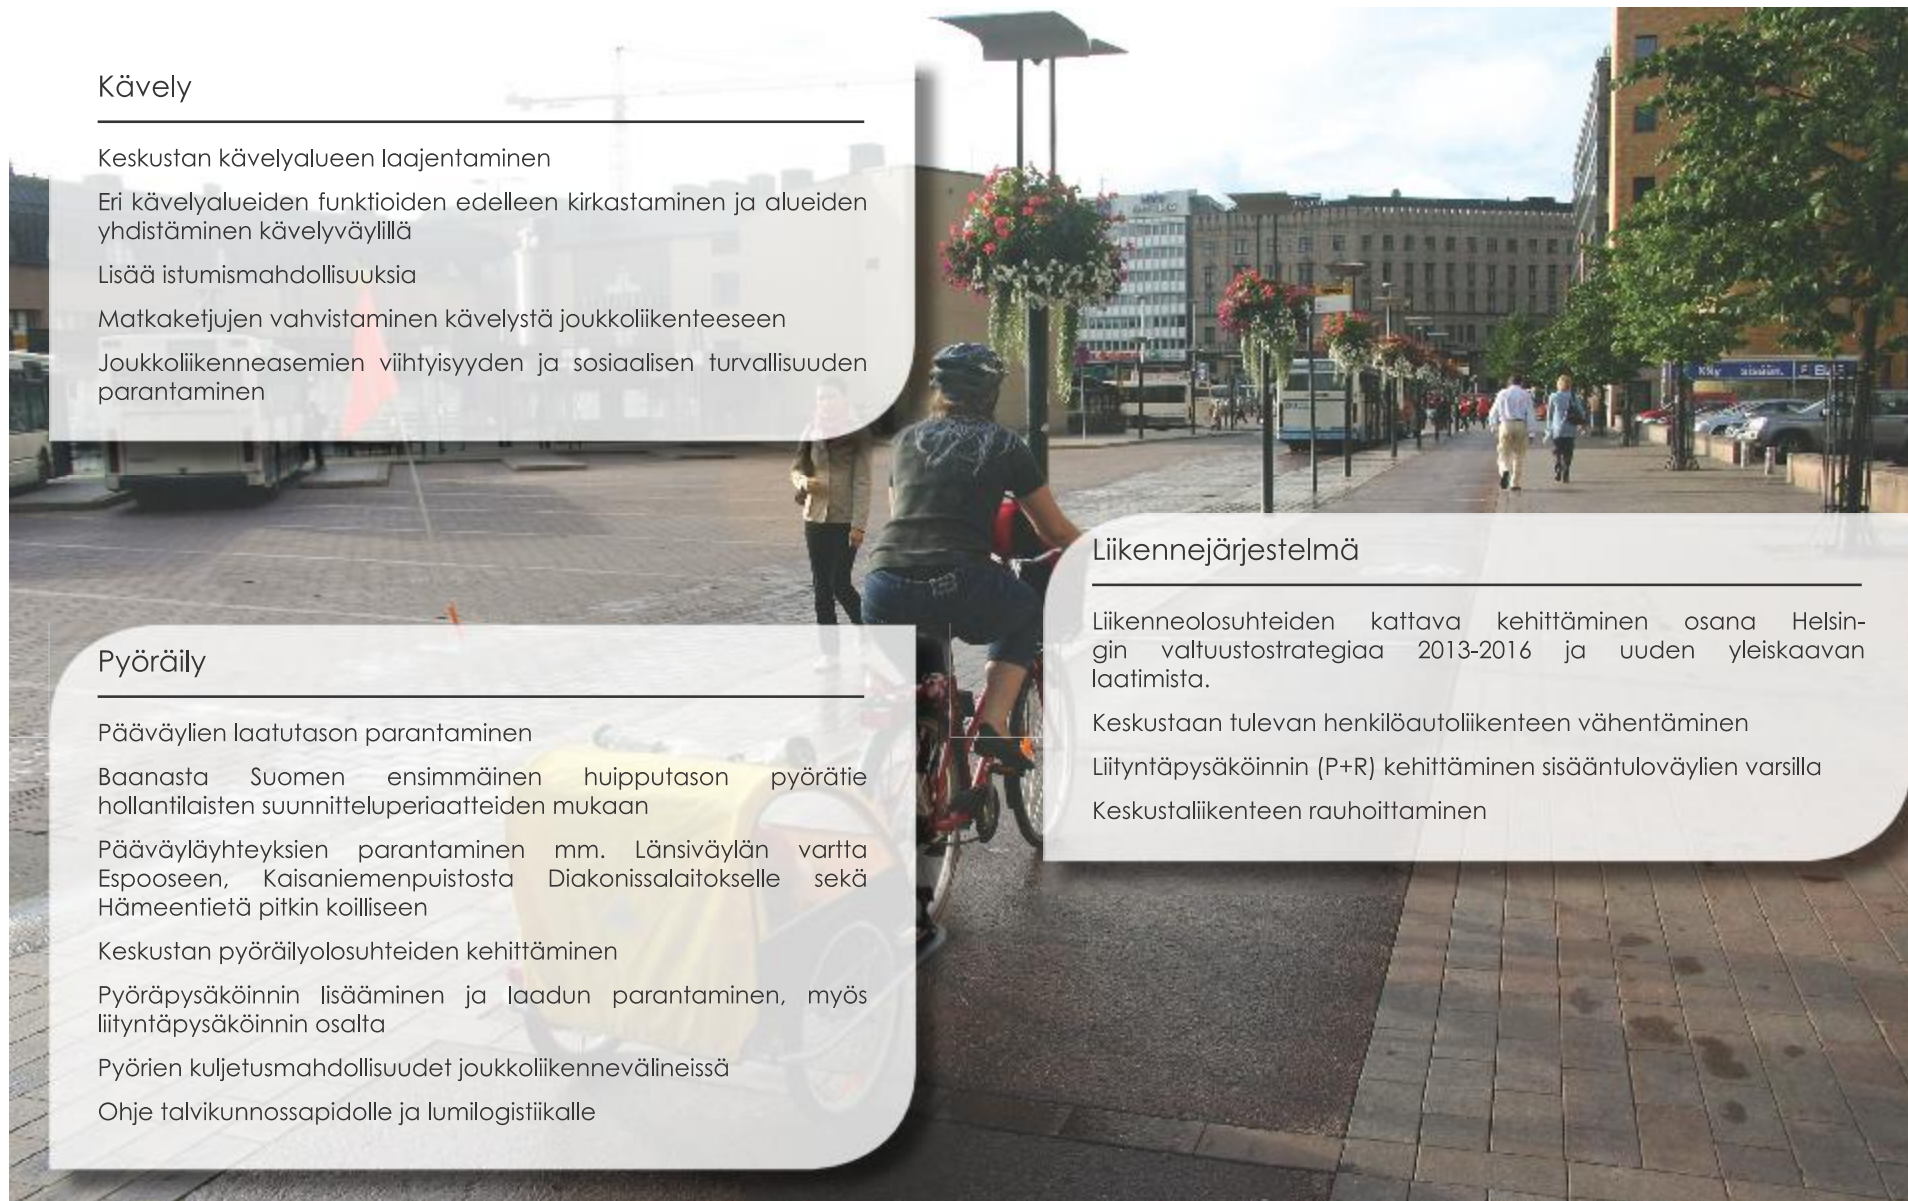 Kävely
Keskustan kävelyalueen laajentaminen
Eri kävelyalueiden funktioiden edelleen kirkastaminen ja alueiden
yhdistäminen kävelyväylillä
Lisää istumismahdollisuuksia
Matkaketjujen vahvistaminen kävelystä joukkoliikenteeseen
Joukkoliikenneasemien viihtyisyyden ja sosiaalisen turvallisuuden
parantaminen
Pyöräily
Pääväylien laatutason parantaminen
Baanasta Suomen ensimmäinen huipputason pyörätie
hollantilaisten suunnitteluperiaatteiden mukaan
Pääväyläyhteyksien parantaminen mm. Länsiväylän vartta
Espooseen, Kaisaniemenpuistosta Diakonissalaitokselle sekä
Hämeentietä pitkin koilliseen
Keskustan pyöräilyolosuhteiden kehittäminen
Pyöräpysäköinnin lisääminen ja laadun parantaminen, myös
liityntäpysäköinnin osalta
Pyörien kuljetusmahdollisuudet joukkoliikennevälineissä
Ohje talvikunnossapidolle ja lumilogistiikalle
Liikennejärjestelmä
Liikenneolosuhteiden kattava kehittäminen osana Helsin-
gin valtuustostrategiaa 2013-2016 ja uuden yleiskaavan
laatimista.
Keskustaan tulevan henkilöautoliikenteen vähentäminen
Liityntäpysäköinnin (P+R) kehittäminen sisääntuloväylien varsilla
Keskustaliikenteen rauhoittaminen
sisään.